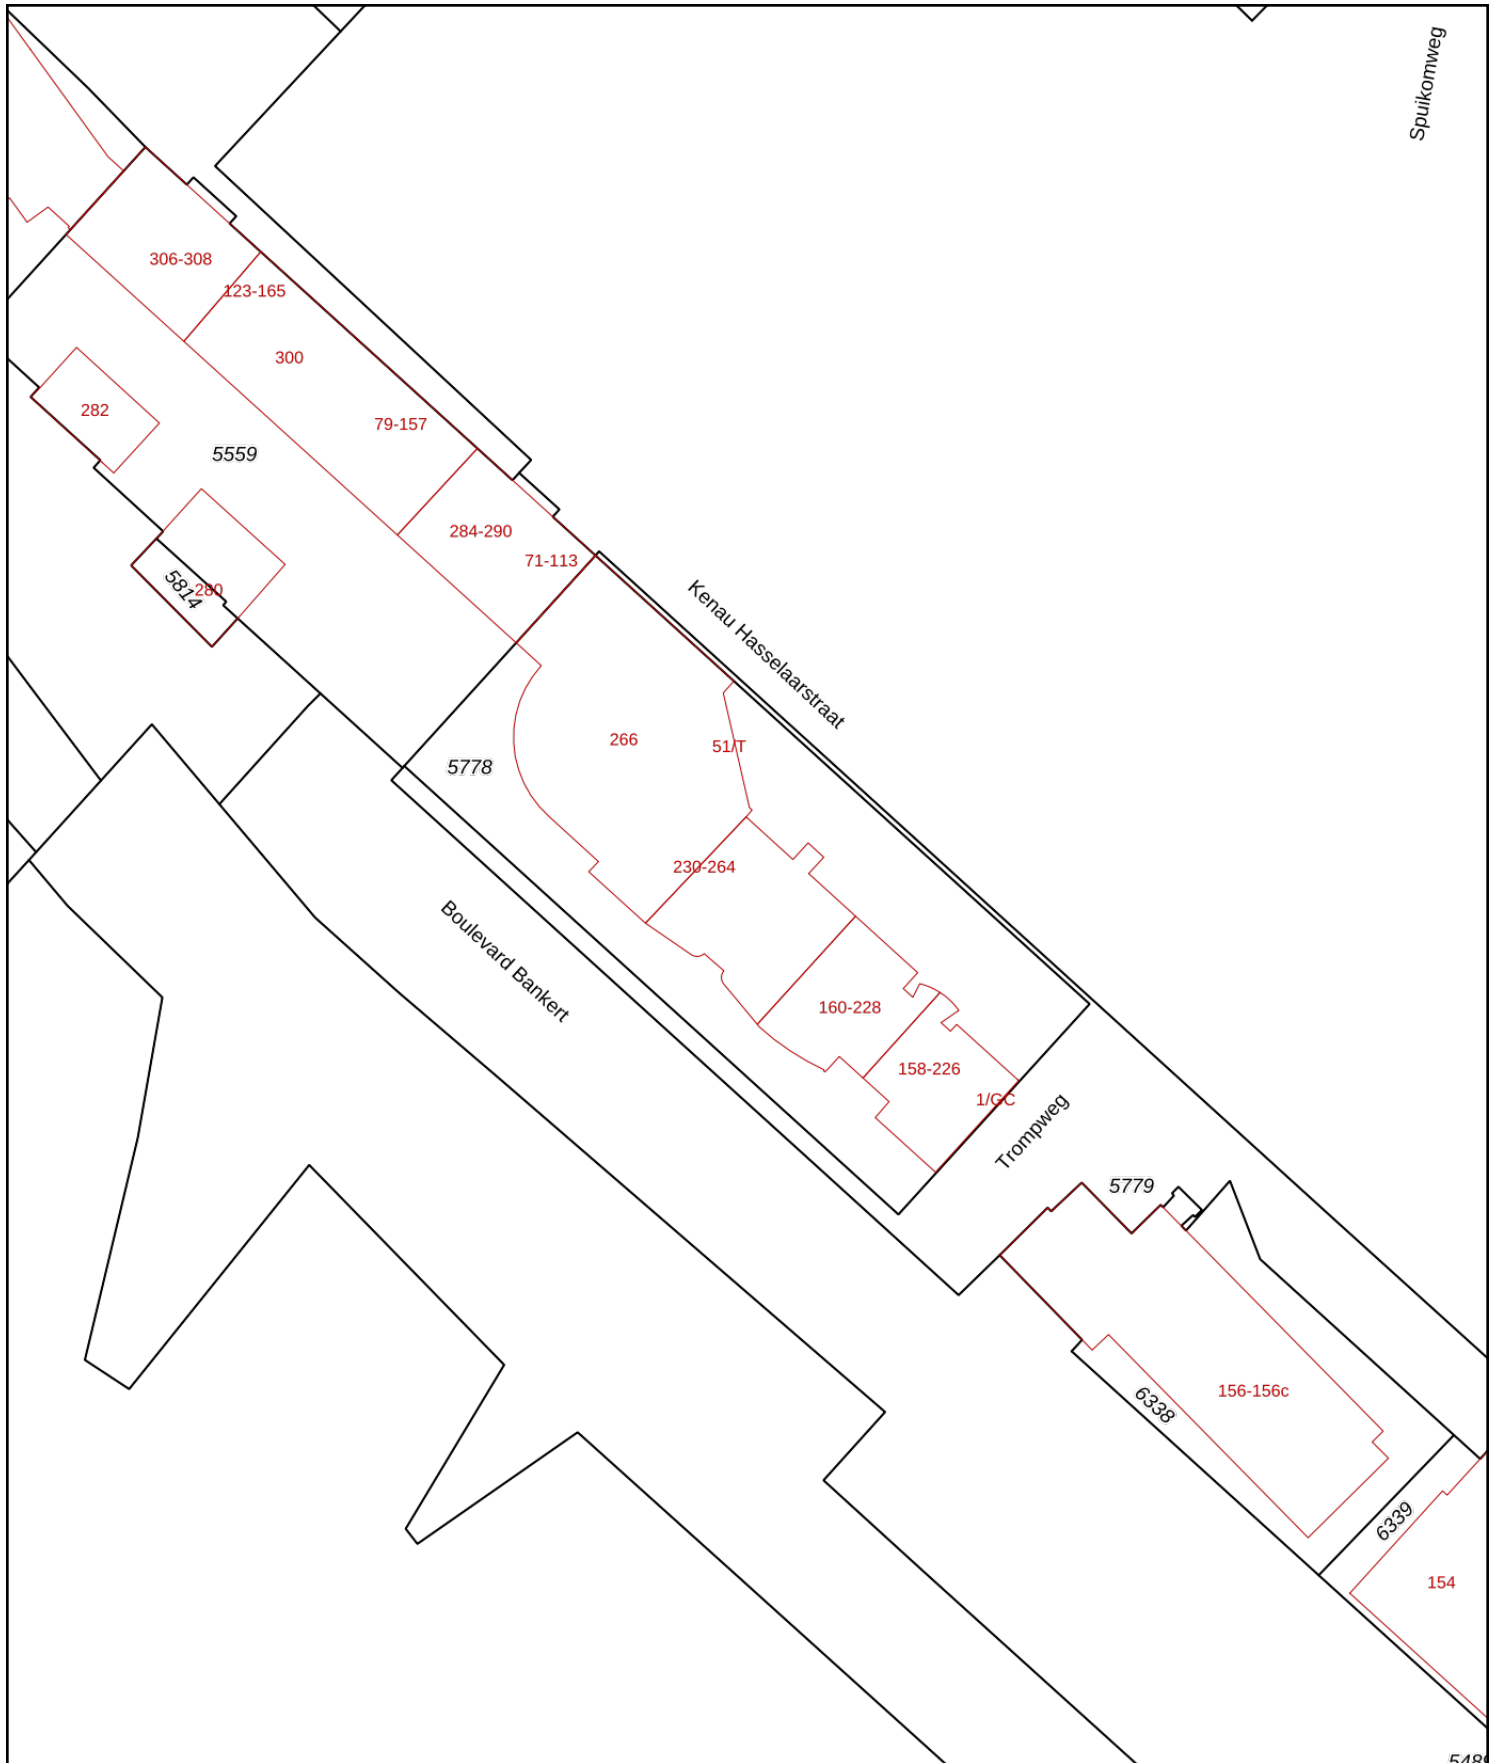 Spuikomweg
306-308
123-165
300
282
79-157
5559
284-290
71-113
280
5814
Kenau Hasselaarstraat
266
51/T
5778
230-264
Boulevard Bankert
160-228
158-226
1/GC
Trompweg
5779
156-156c
6338
6339
154